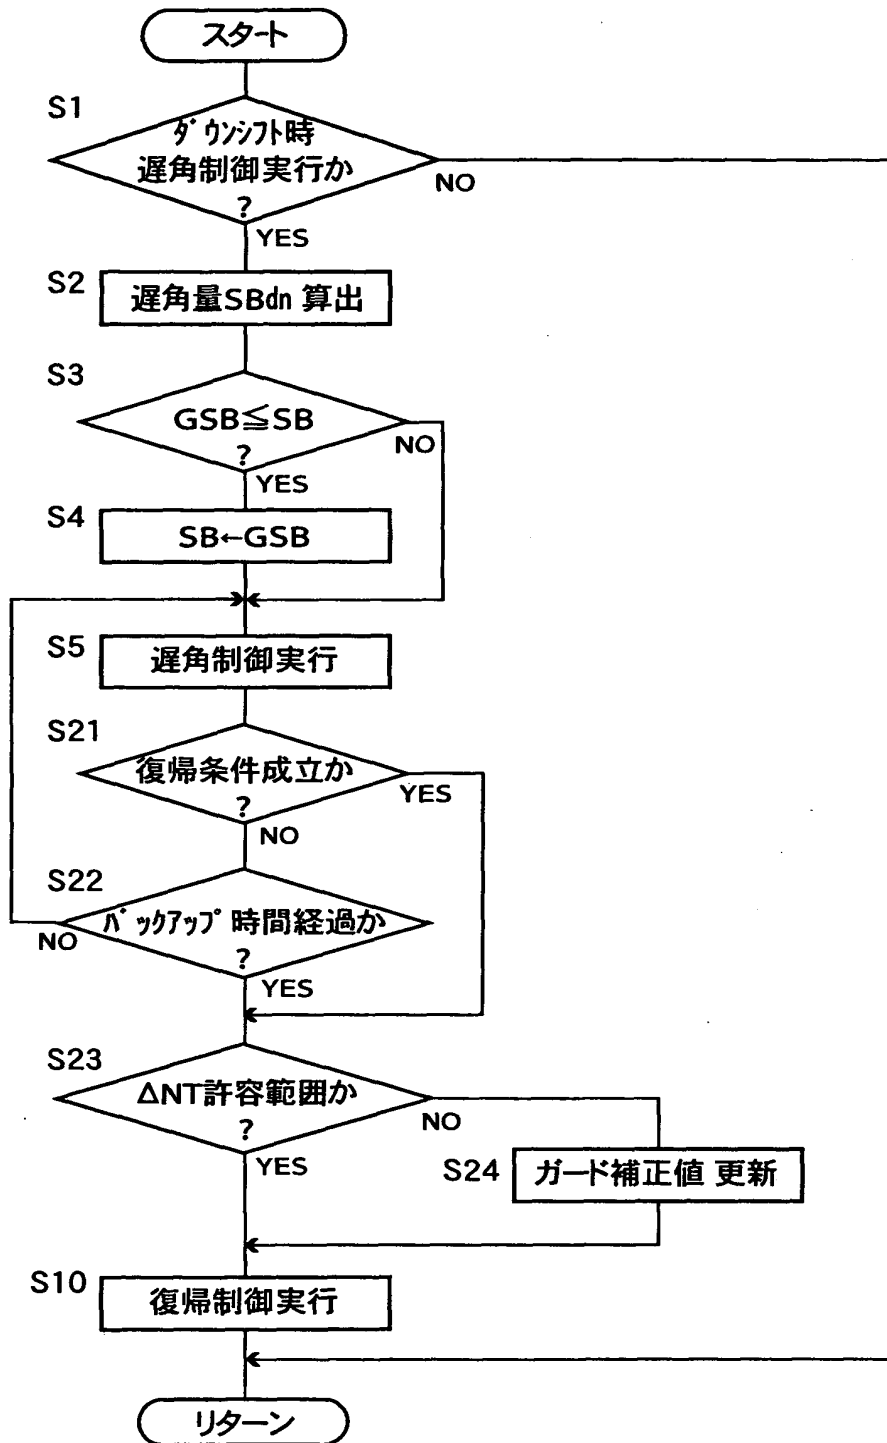 スタート
S1
ダウンシフト時
遅角制御実行か
?
NO
YES
S2
遅角量SBdn 算出
S3
GSB≦SB
?
NO
YES
S4
SB←GSB
S5
遅角制御実行
S21
復帰条件成立か
?
YES
NO
S22
バックアップ時間経過か
?
NO
YES
S23
ΔNT許容範囲か
?
NO
YES
S24
ガード補正値 更新
S10
復帰制御実行
リターン